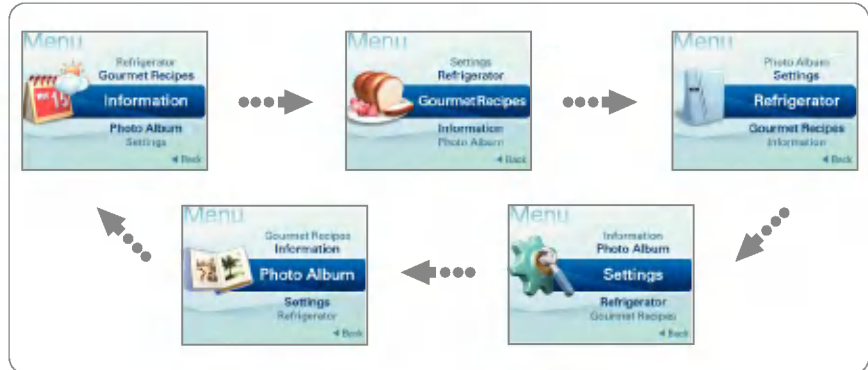 Menu
Refrigerator
Gourmet Recipes
Information
Photo Album
Settings
Back
Menu
Settings
Refrigerator
Gourmet Recipes
Information
Photo Album
Back
Menu
Photo Album
Settings
Refrigerator
Gourmet Recipes
Information
Back
Menu
Gourmet Recipes
Information
Photo Album
Settings
Refrigerator
Back
Menu
Information
Photo Album
Settings
Refrigerator
Gourmet Recipes
Back